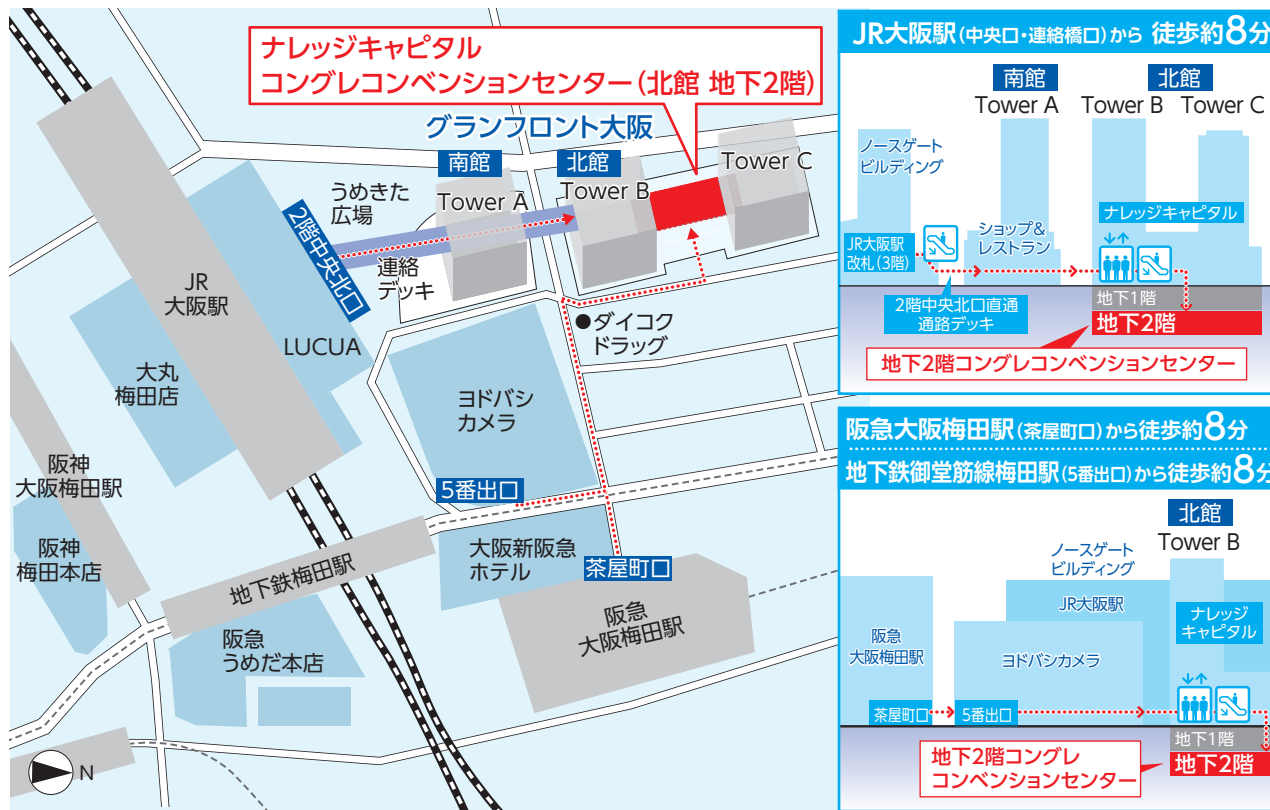 ナレッジキャピタル
コングレコンベンションセンター(北館 地下2階)
グランフロント大阪
南館
北館
Tower A
Tower B
Tower C
うめきた
広場
2階中央北口
連絡
デッキ
JR
大阪駅
LUCUA
●ダイコク
ドラッグ
大丸
梅田店
ヨドバシ
カメラ
阪神
大阪梅田駅
5番出口
阪神
梅田本店
地下鉄梅田駅
大阪新阪急
ホテル
茶屋町口
阪急
大阪梅田駅
阪急
うめだ本店
N
JR大阪駅(中央口・連絡橋口)から 徒歩約8分
南館
北館
Tower A
Tower B
Tower C
ノースゲート
ビルディング
ナレッジキャピタル
ショップ&
レストラン
JR大阪駅
改札(3階)
2階中央北口直通
通路デッキ
地下1階
地下2階
地下2階コングレコンベンションセンター
阪急大阪梅田駅(茶屋町口)から徒歩約8分
地下鉄御堂筋線梅田駅(5番出口)から徒歩約8分
北館
Tower B
ノースゲート
ビルディング
JR大阪駅
ナレッジ
キャピタル
阪急
大阪梅田駅
ヨドバシカメラ
茶屋町口
5番出口
地下1階
地下2階
地下2階コングレ
コンベンションセンター